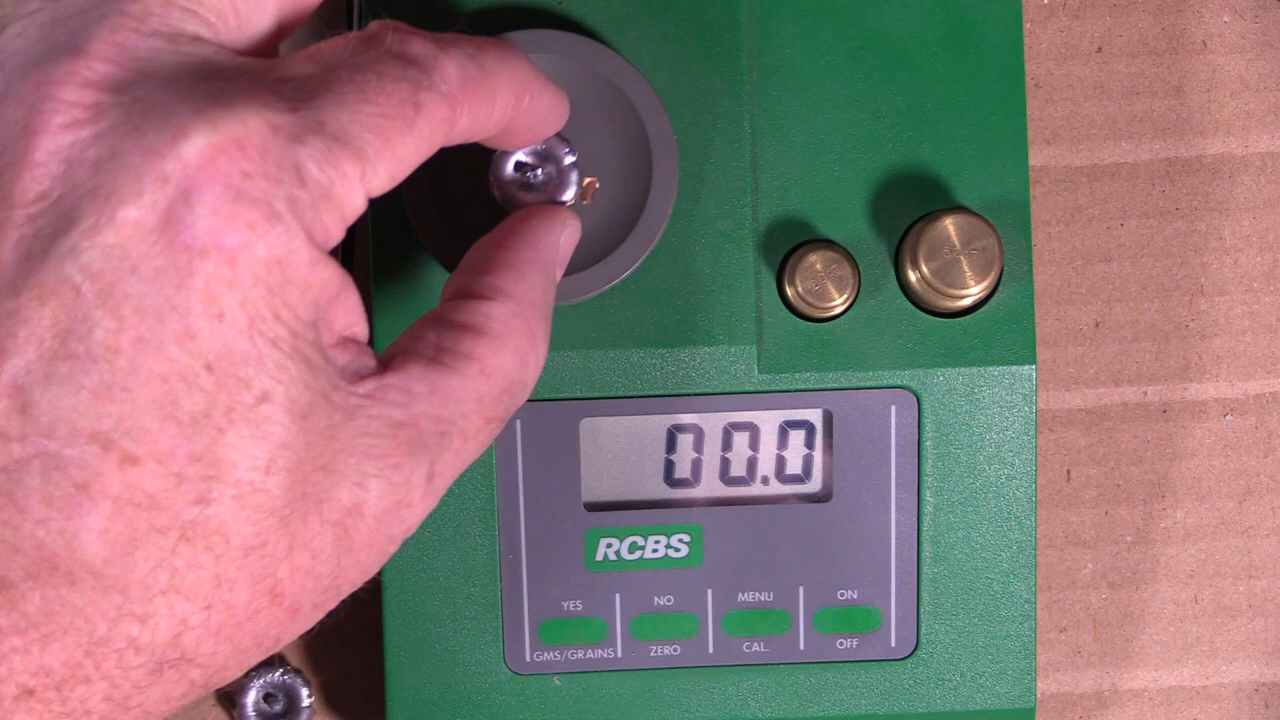 00.0
RCBS
YES NO MENU ON
GMS/GRAINS ZERO CAL. OFF